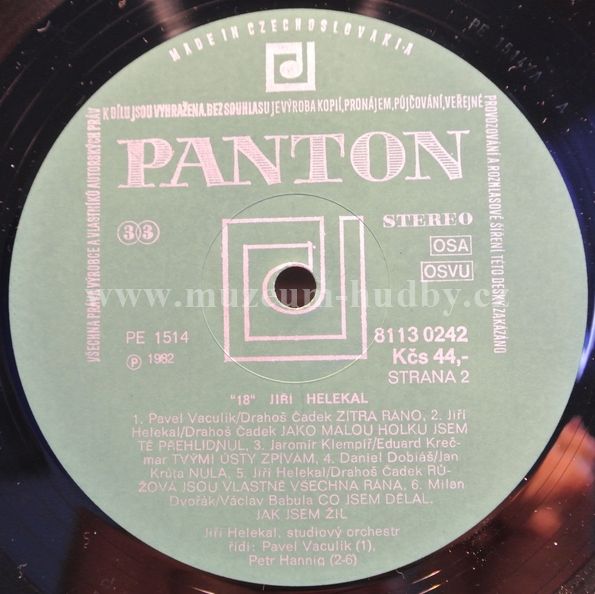 MADE IN CZECHOSLOVAKIA
PE 1514 A
VŠECHNA PRÁVA VÝROBCE A VLASTNÍKŮ AUTORSKÝCH PRÁV
K DÍLU JSOU VYHRAŽENA. BEZ SOUHLASU JE VÝROBA KOPIÍ, PRONÁJEM, PŮJČOVÁNÍ, VEŘEJNÉ
PROVOZOVÁNÍ A ROZHLASOVÉ ŠÍŘENÍ TÉTO DESKY ZAKÁZÁNO
PANTON
33
STEREO
OSA
OSVU
www.muzeum-hudby.cz
PE 1514
8113 0242
℗ 1982
Kčs 44,-
STRANA 2
"18" JIŘÍ HELEKAL
1. Pavel Vaculík/Drahoš Čadek ZÍTRA RÁNO, 2. Jiří
Helekal/Drahoš Čadek JAKO MALOU HOLKU JSEM
TĚ PŘEHLÍDNUL, 3. Jaromír Klempíř/Eduard Kreč-
mar TVÝMI ÚSTY ZPÍVÁM, 4. Daniel Dobiáš/Jan
Krůta NULA, 5. Jiří Helekal/Drahoš Čadek RŮ-
ŽOVÁ JSOU VLASTNĚ VŠECHNA RÁNA, 6. Milan
Dvořák/Václav Babula CO JSEM DĚLAL,
JAK JSEM ŽIL
Jiří Helekal, studiový orchestr
řídí: Pavel Vaculík (1),
Petr Hannig (2-6)